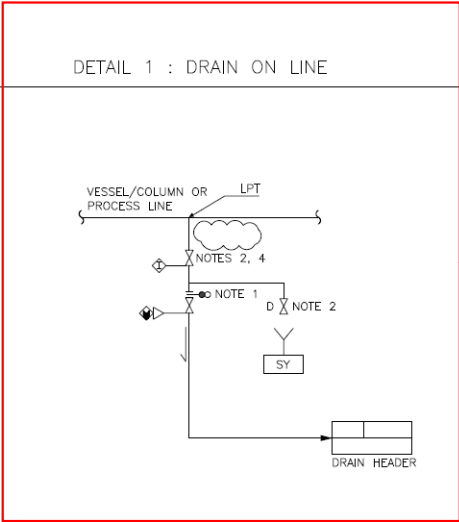 DETAIL 1 : DRAIN ON LINE
VESSEL/COLUMN OR
PROCESS LINE
LPT
NOTES 2, 4
I
NOTE 1
D
NOTE 2
SY
DRAIN HEADER